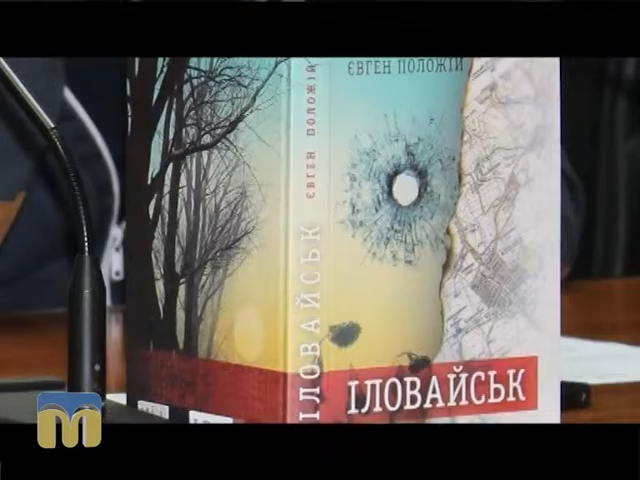 ЄВГЕН ПОЛОЖІЙ
ІЛОВАЙСЬК
ІЛОВАЙСЬК ЄВГЕН ПОЛОЖІЙ